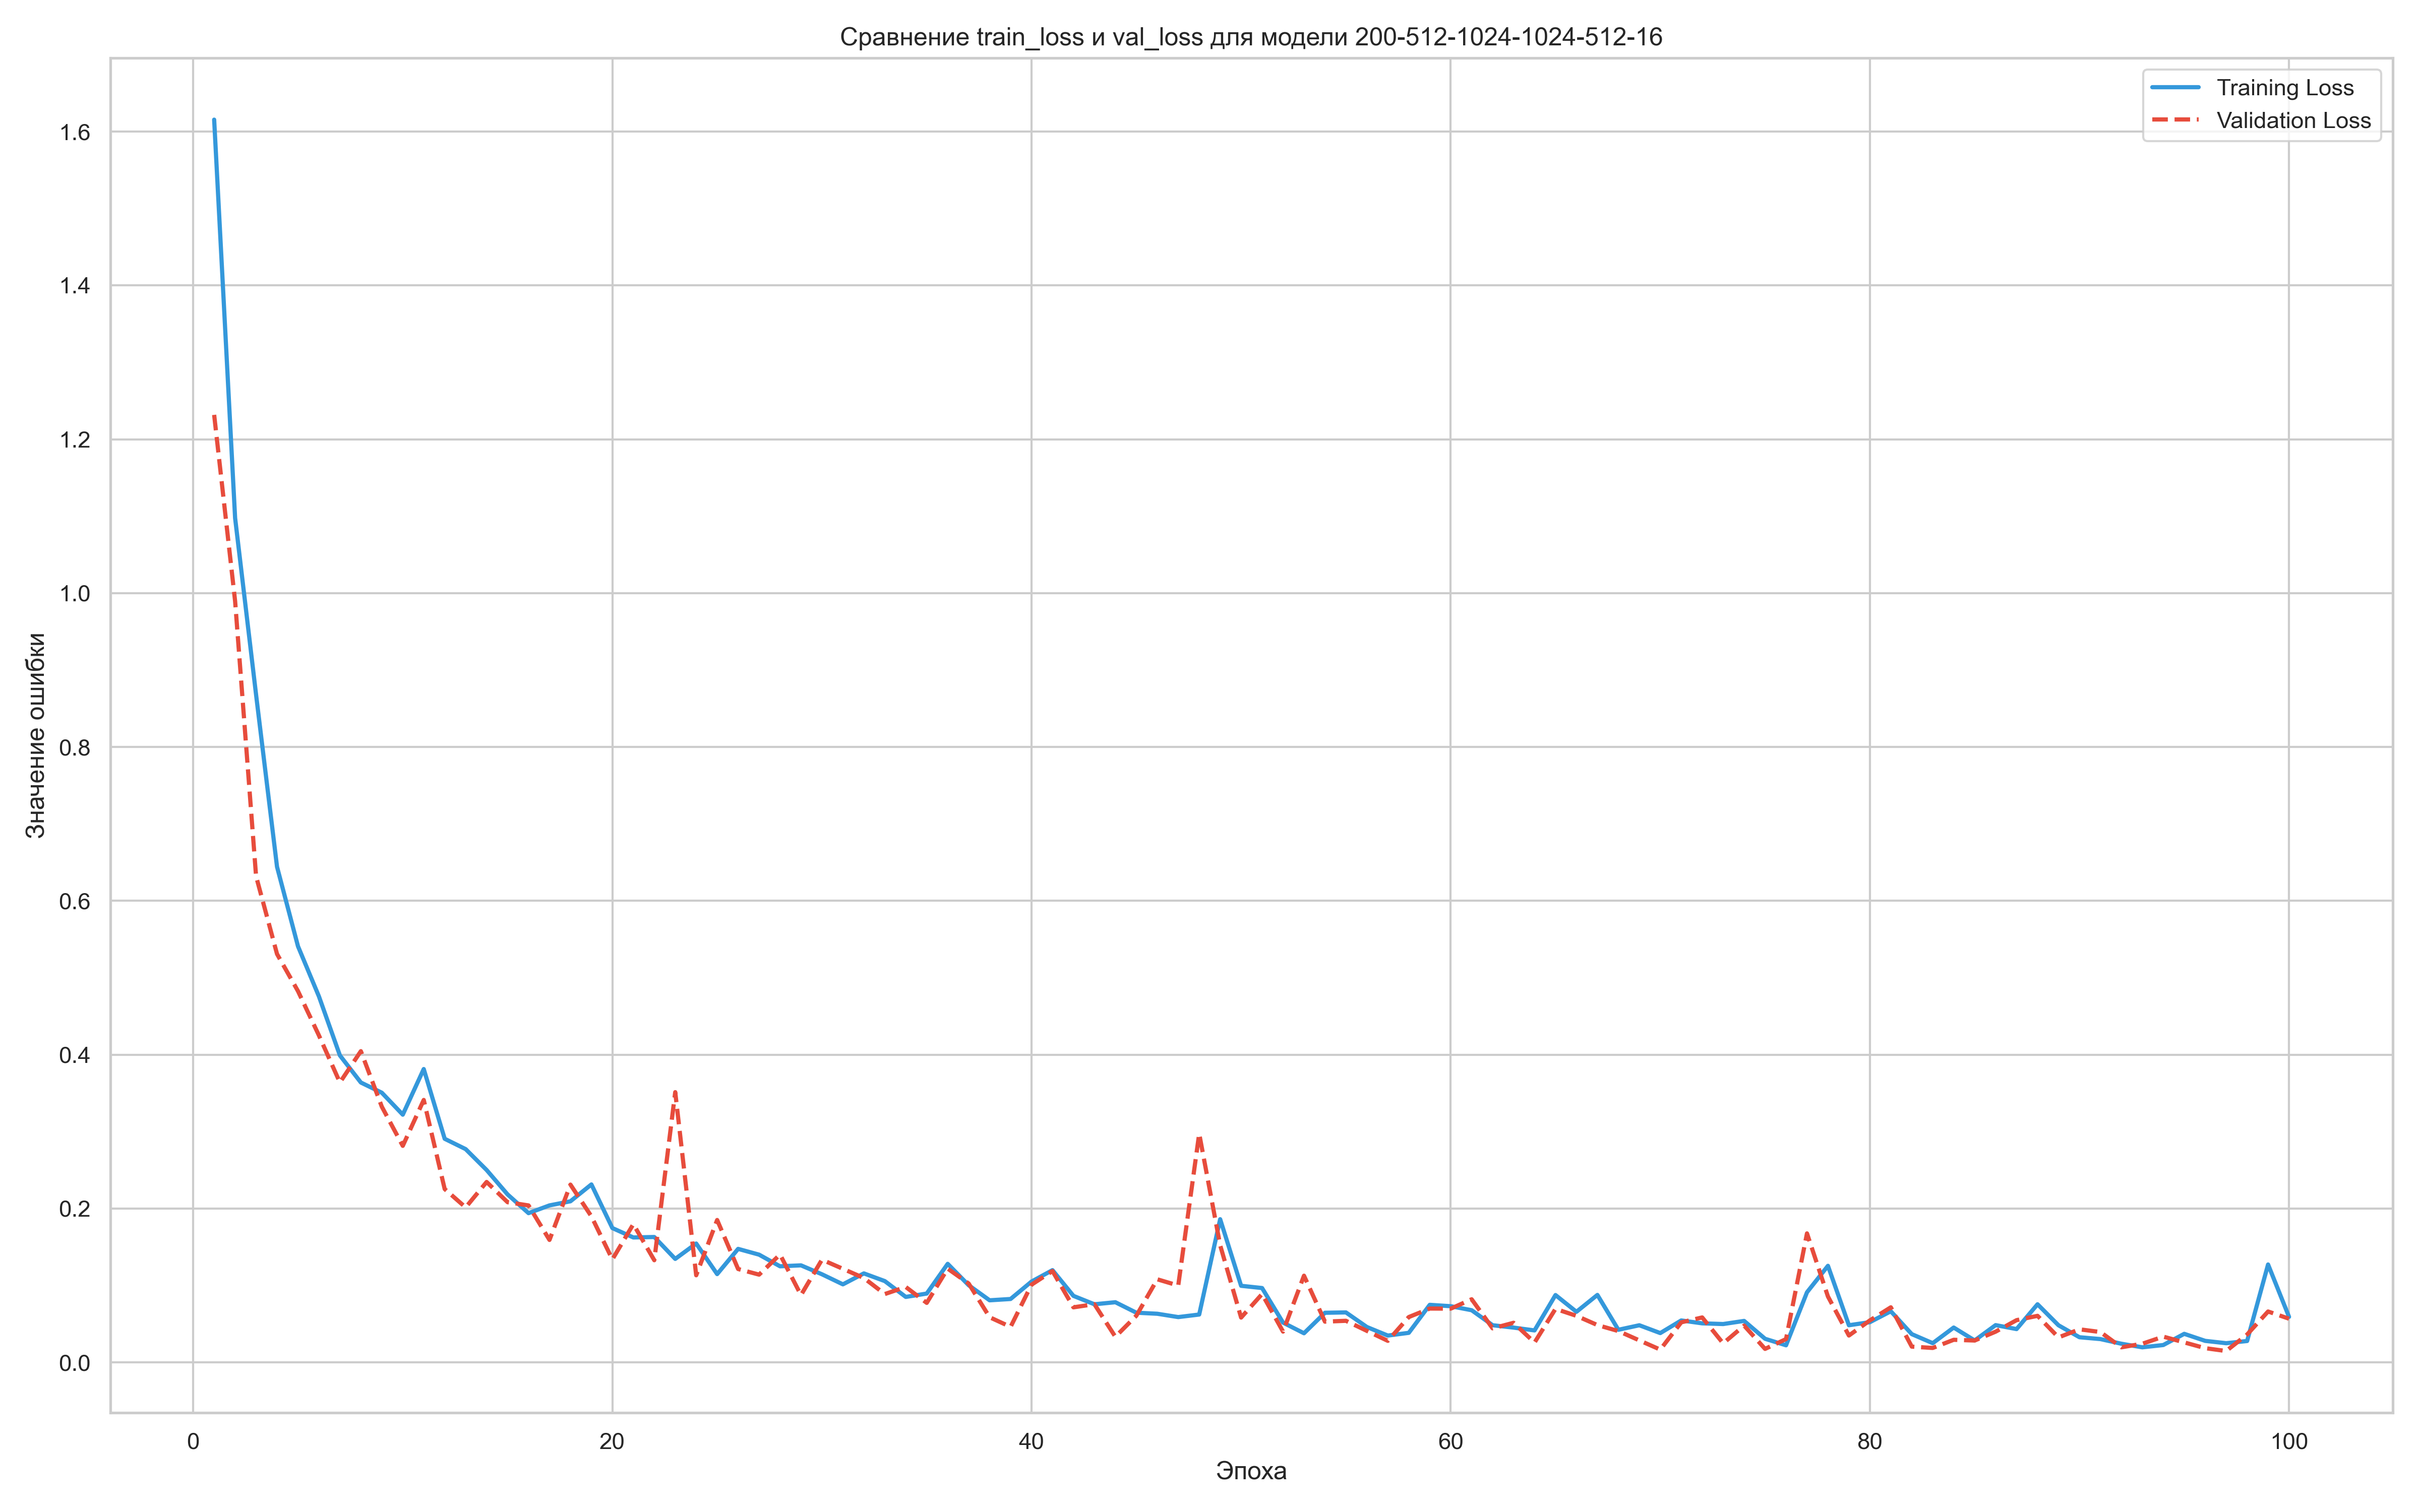 Сравнение train_loss и val_loss для модели 200-512-1024-1024-512-16
Training Loss
Validation Loss
1.6
1.4
1.2
1.0
0.8
0.6
0.4
0.2
0.0
Значение ошибки
0 20 40 60 80 100
Эпоха